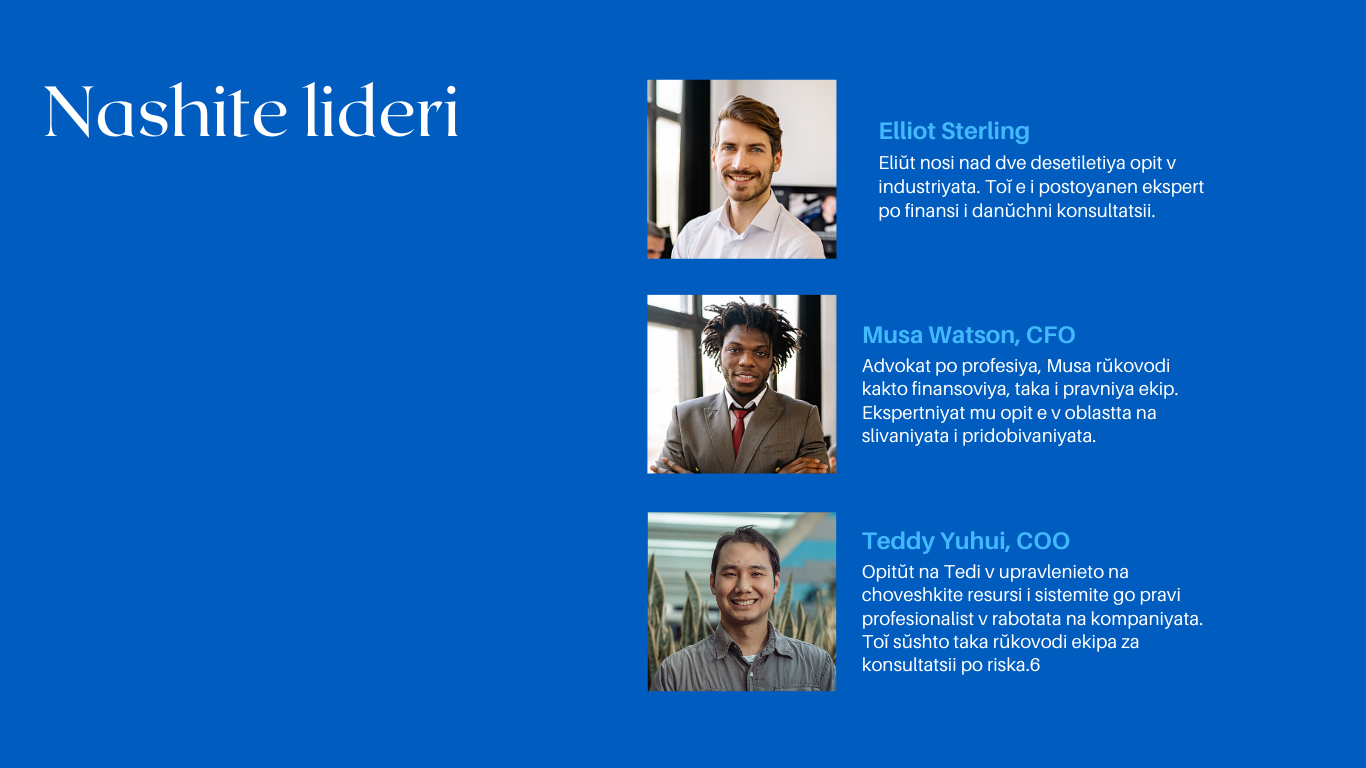 Nashite lideri
Elliot Sterling
Eliŭt nosi nad dve desetiletiya opit v
industriyata. Toĭ e i postoyanen ekspert
po finansi i danŭchni konsultatsii.
Musa Watson, CFO
Advokat po profesiya, Musa rŭkovodi
kakto finansoviya, taka i pravniya ekip.
Ekspertniyat mu opit e v oblastta na
slivaniyata i pridobivaniyata.
Teddy Yuhui, COO
Opitŭt na Tedi v upravlenieto na
choveshkite resursi i sistemite go pravi
profesionalist v rabotata na kompaniyata.
Toĭ sŭshto taka rŭkovodi ekipa za
konsultatsii po riska.6